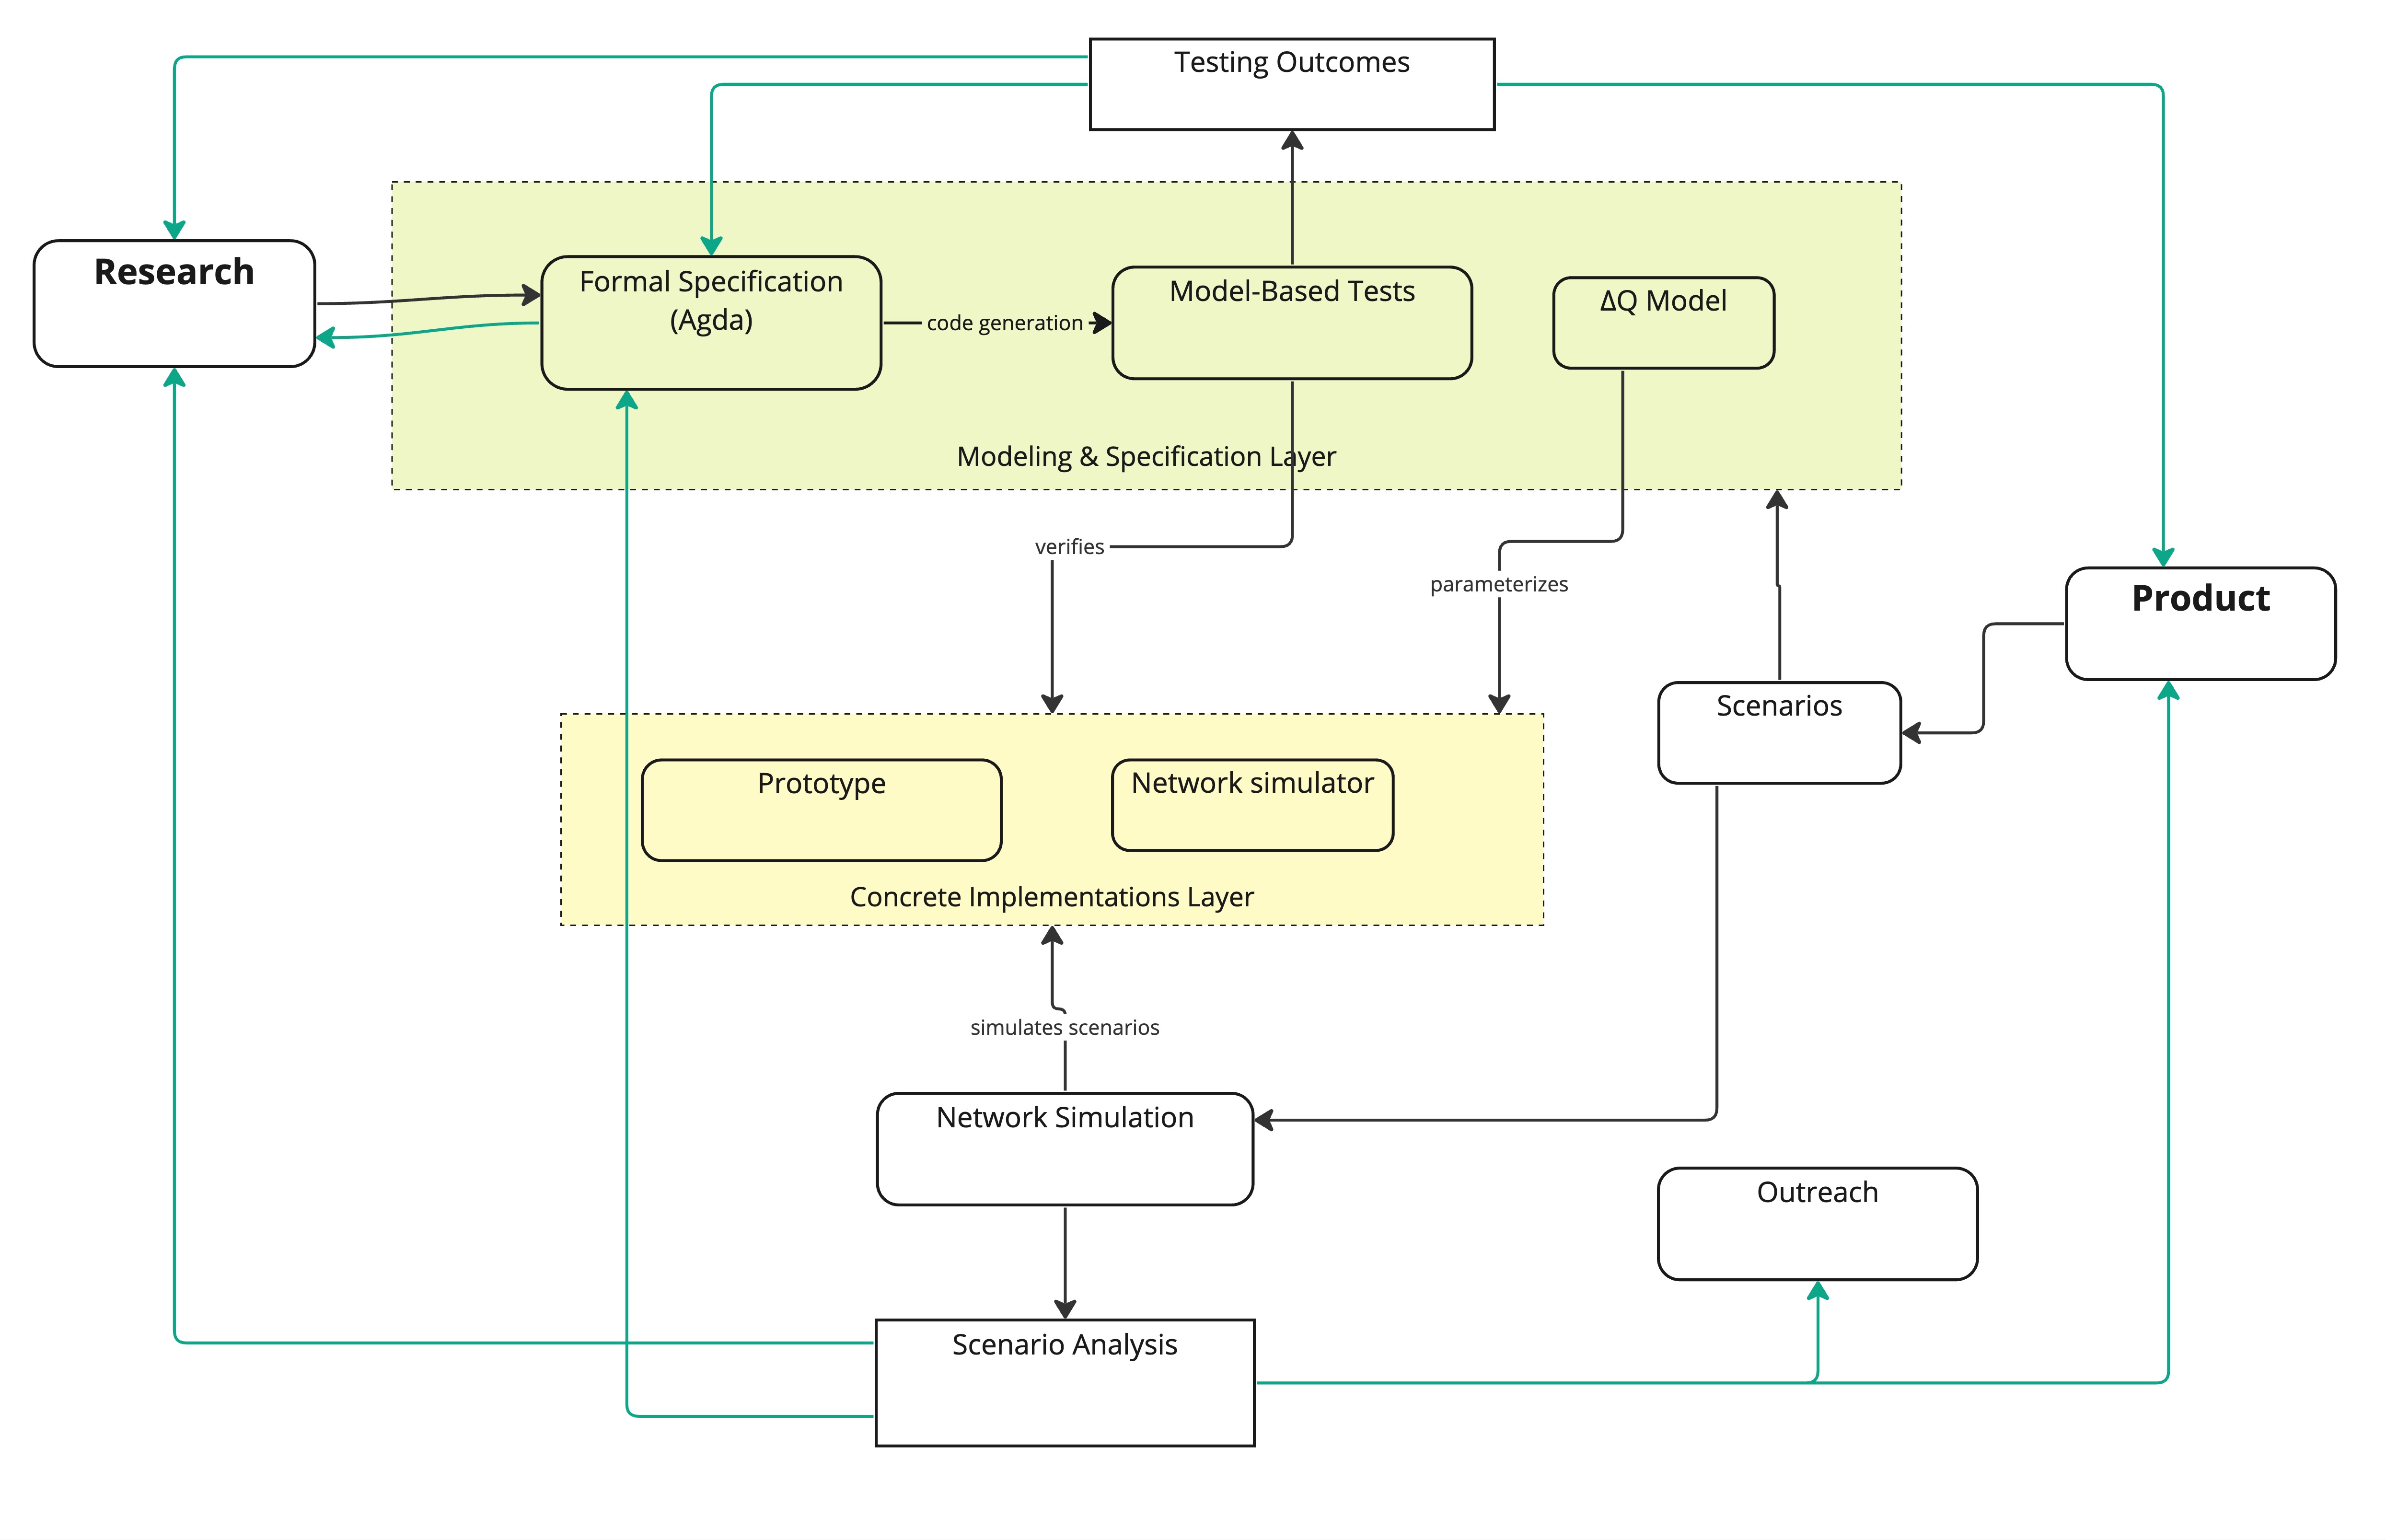 Testing Outcomes
Research
Formal Specification
(Agda)
code generation
Model-Based Tests
ΔQ Model
Modeling & Specification Layer
verifies
parameterizes
Product
Scenarios
Prototype
Network simulator
Concrete Implementations Layer
simulates scenarios
Network Simulation
Outreach
Scenario Analysis